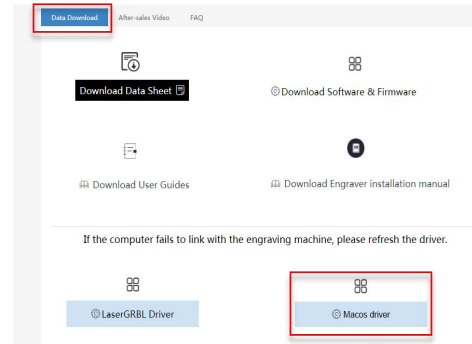 Data Download After-sales Video FAQ
Download Data Sheet
Download Software & Firmware
Download User Guides
Download Engraver installation manual
If the computer fails to link with the engraving machine, please refresh the driver.
LaserGRBL Driver
Macos driver